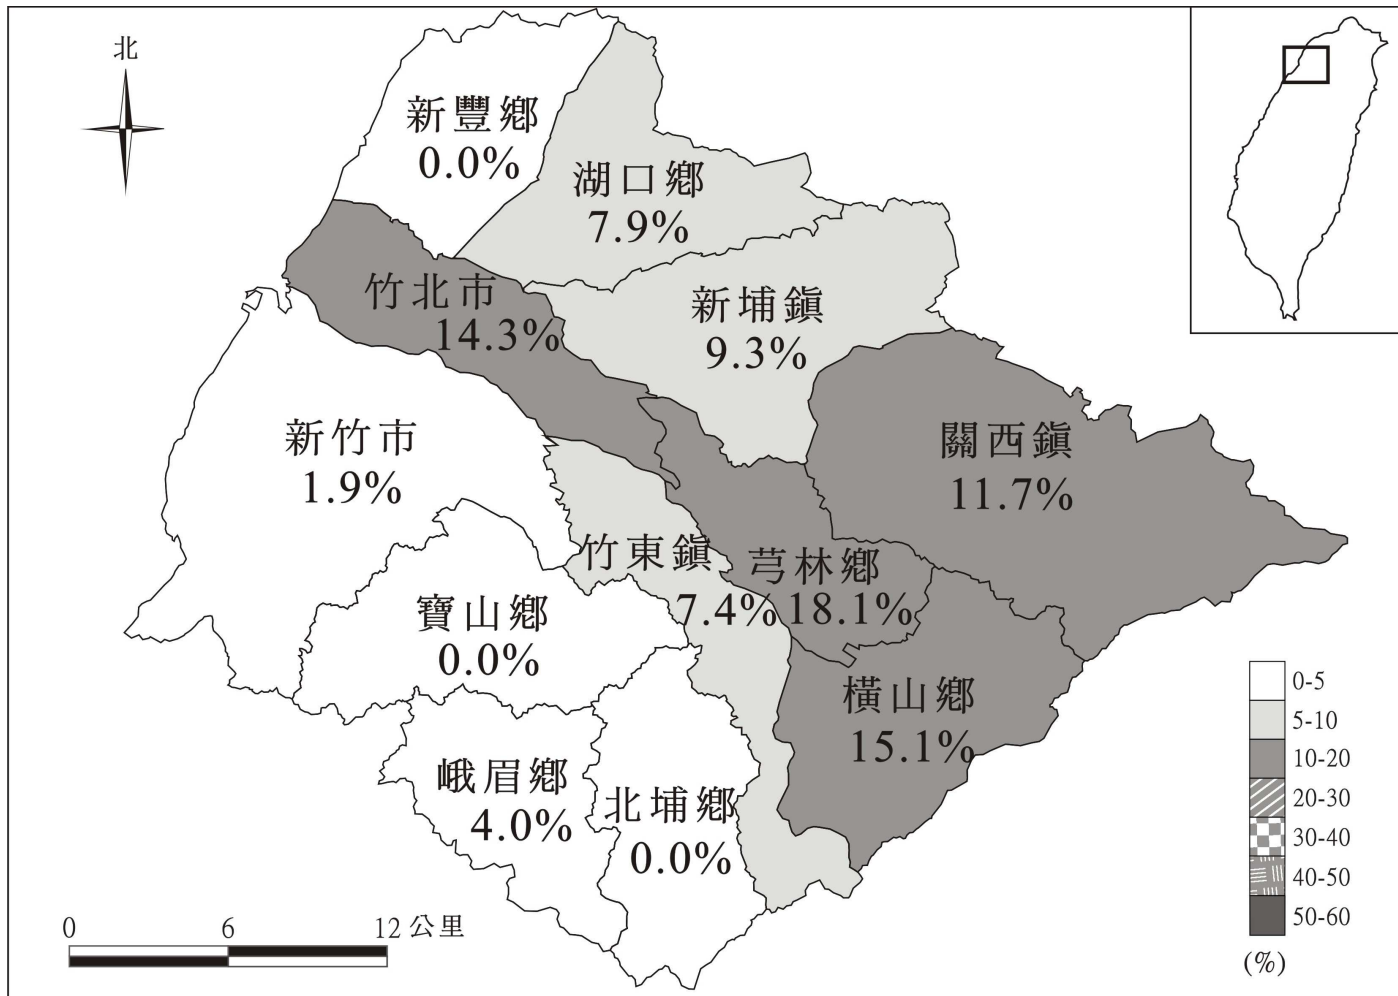 北
新豐鄉
0.0%
湖口鄉
7.9%
竹北市
14.3%
新埔鎮
9.3%
新竹市
1.9%
關西鎮
11.7%
竹東鎮
7.4%
芎林鄉
18.1%
寶山鄉
0.0%
橫山鄉
15.1%
峨眉鄉
4.0%
北埔鄉
0.0%
0-5
5-10
10-20
20-30
30-40
40-50
50-60
(%)
0 6 12 公里